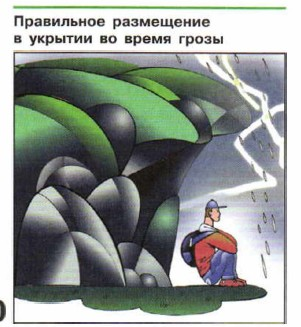 Правильное размещение
в укрытии во время грозы